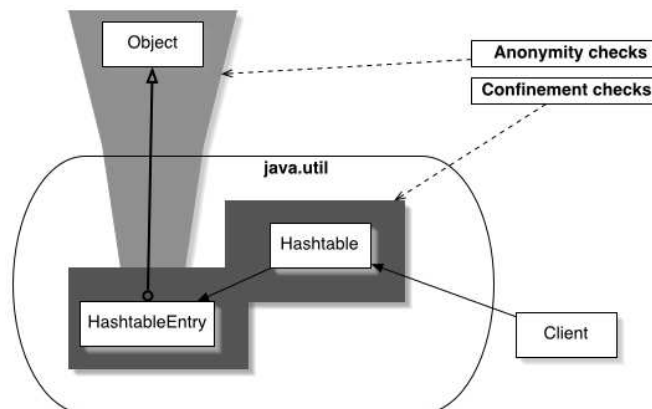 Object
Anonymity checks
Confinement checks
java.util
Hashtable
HashtableEntry
Client